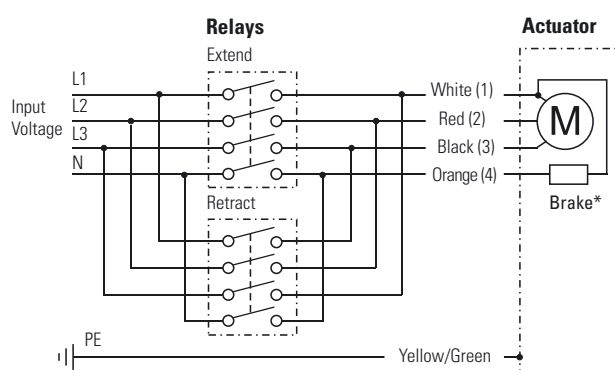 Relays
Actuator
Extend
Input
Voltage
L1
L2
L3
N
White (1)
Red (2)
Black (3)
Orange (4)
M
Brake*
Retract
PE
Yellow/Green